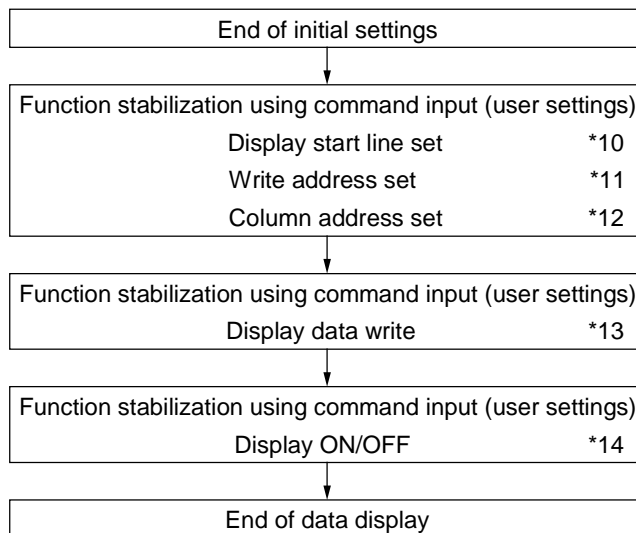 End of initial settings
Function stabilization using command input (user settings)
Display start line set *10
Write address set *11
Column address set *12
Function stabilization using command input (user settings)
Display data write *13
Function stabilization using command input (user settings)
Display ON/OFF *14
End of data display